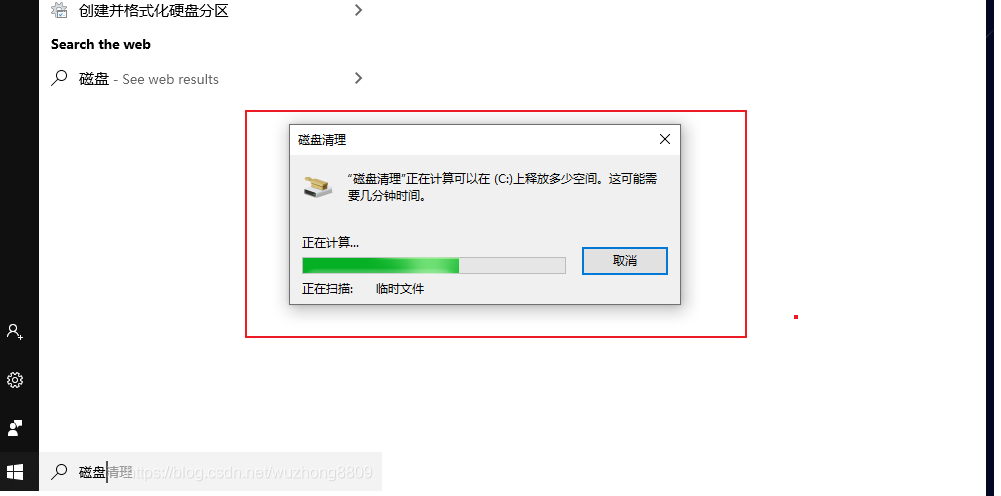 创建并格式化硬盘分区
Search the web
磁盘 - See web results
磁盘清理
“磁盘清理”正在计算可以在 (C:)上释放多少空间。这可能需
要几分钟时间。
正在计算...
取消
正在扫描: 临时文件
磁盘清理 https://blog.csdn.net/wuzhong8809